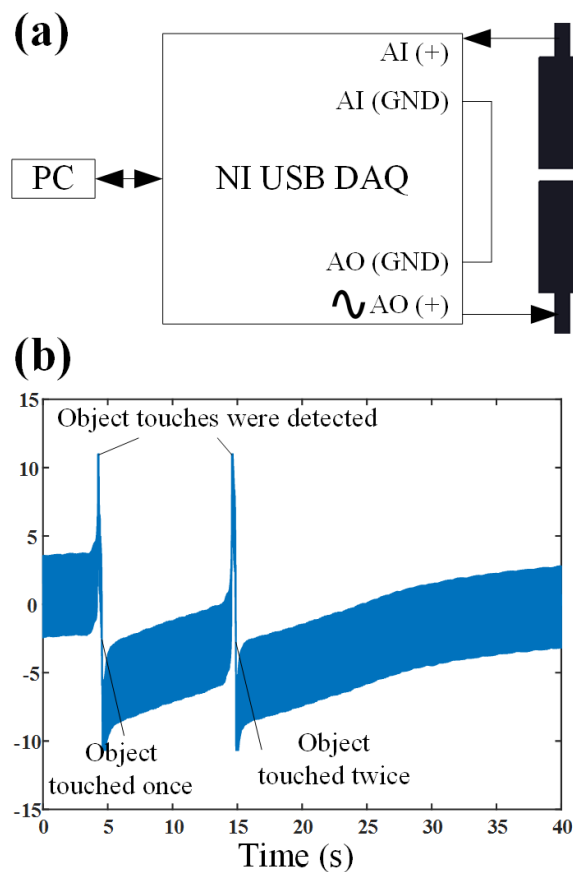 (a)
AI (+)
AI (GND)
PC
NI USB DAQ
AO (GND)
AO (+)
(b)
Object touches were detected
15
10
5
0
-5
-10
-15
Object
touched once
Object
touched twice
0 5 10 15 20 25 30 35 40
Time (s)